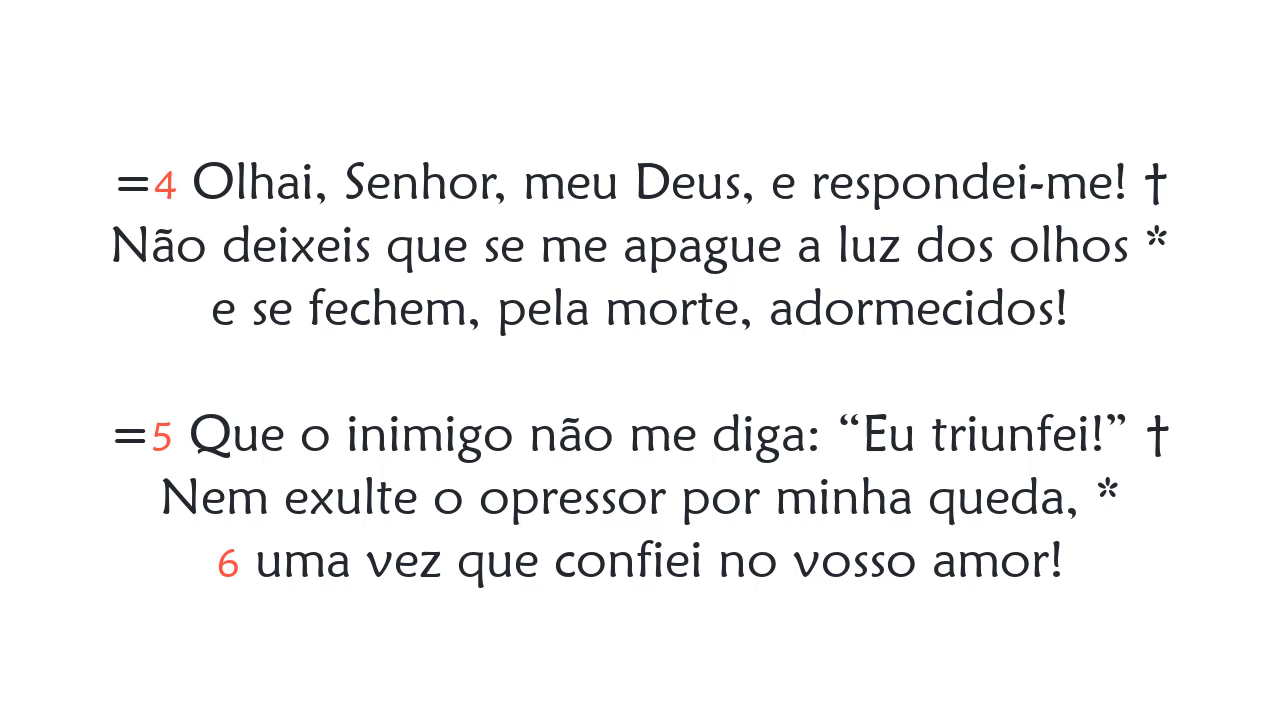 =4 Olhai, Senhor, meu Deus, e respondei-me! †
Não deixeis que se me apague a luz dos olhos *
e se fechem, pela morte, adormecidos!
=5 Que o inimigo não me diga: “Eu triunfei!” †
Nem exulte o opressor por minha queda, *
6 uma vez que confiei no vosso amor!